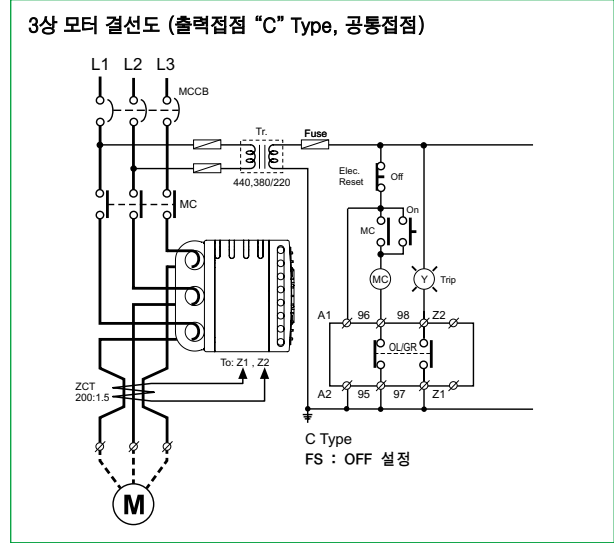 3상 모터 결선도 (출력접점 “C” Type, 공통접점)
L1 L2 L3
MCCB
Tr.
Fuse
440,380/220
Elec.
Reset
Off
On
MC
MC
MC
Y
Trip
A1 96 98 Z2
OL/GR
A2 95 97 Z1
To: Z1 , Z2
ZCT
200:1.5
C Type
FS : OFF 설정
M